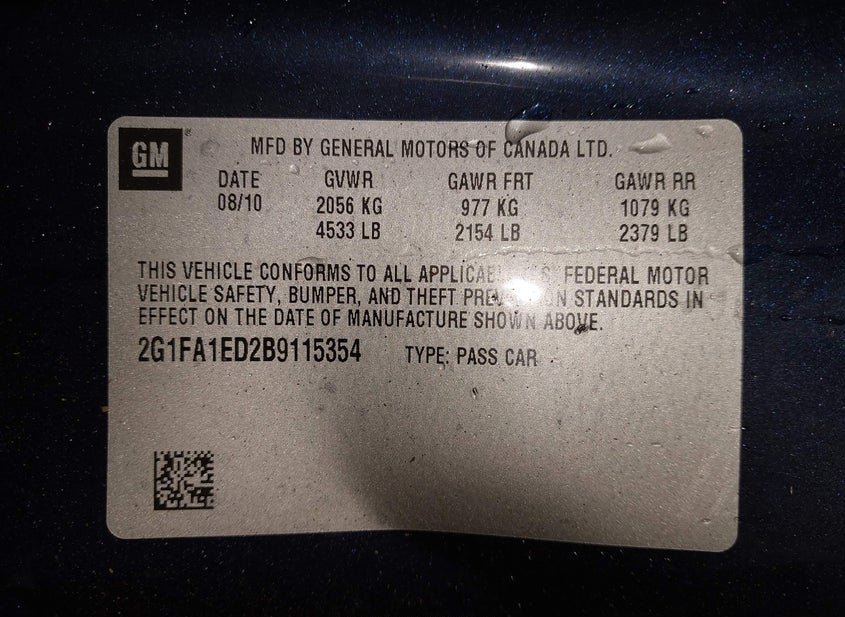 GM
MFD BY GENERAL MOTORS OF CANADA LTD.
DATE GVWR GAWR FRT GAWR RR
08/10 2056 KG 977 KG 1079 KG
4533 LB 2154 LB 2379 LB
THIS VEHICLE CONFORMS TO ALL FEDERAL MOTOR
VEHICLE SAFETY, BUMPER, AND THEFT STANDARDS IN
EFFECT ON THE DATE OF MANUFACTURE SHOWN ABOVE.
2G1FA1ED2B9115354 TYPE: PASS CAR